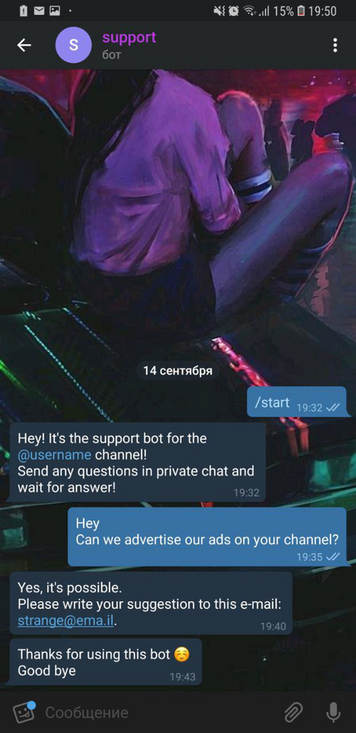 15% 19:50
S
support
бот
14 сентября
/start 19:32
Hey! It's the support bot for the
@username channel!
Send any questions in private chat and
wait for answer!
19:32
Hey
Can we advertise our ads on your channel?
19:35
Yes, it's possible.
Please write your suggestion to this e-mail:
strange@ema.il.
19:40
Thanks for using this bot ☺️
Good bye
19:43
Сообщение